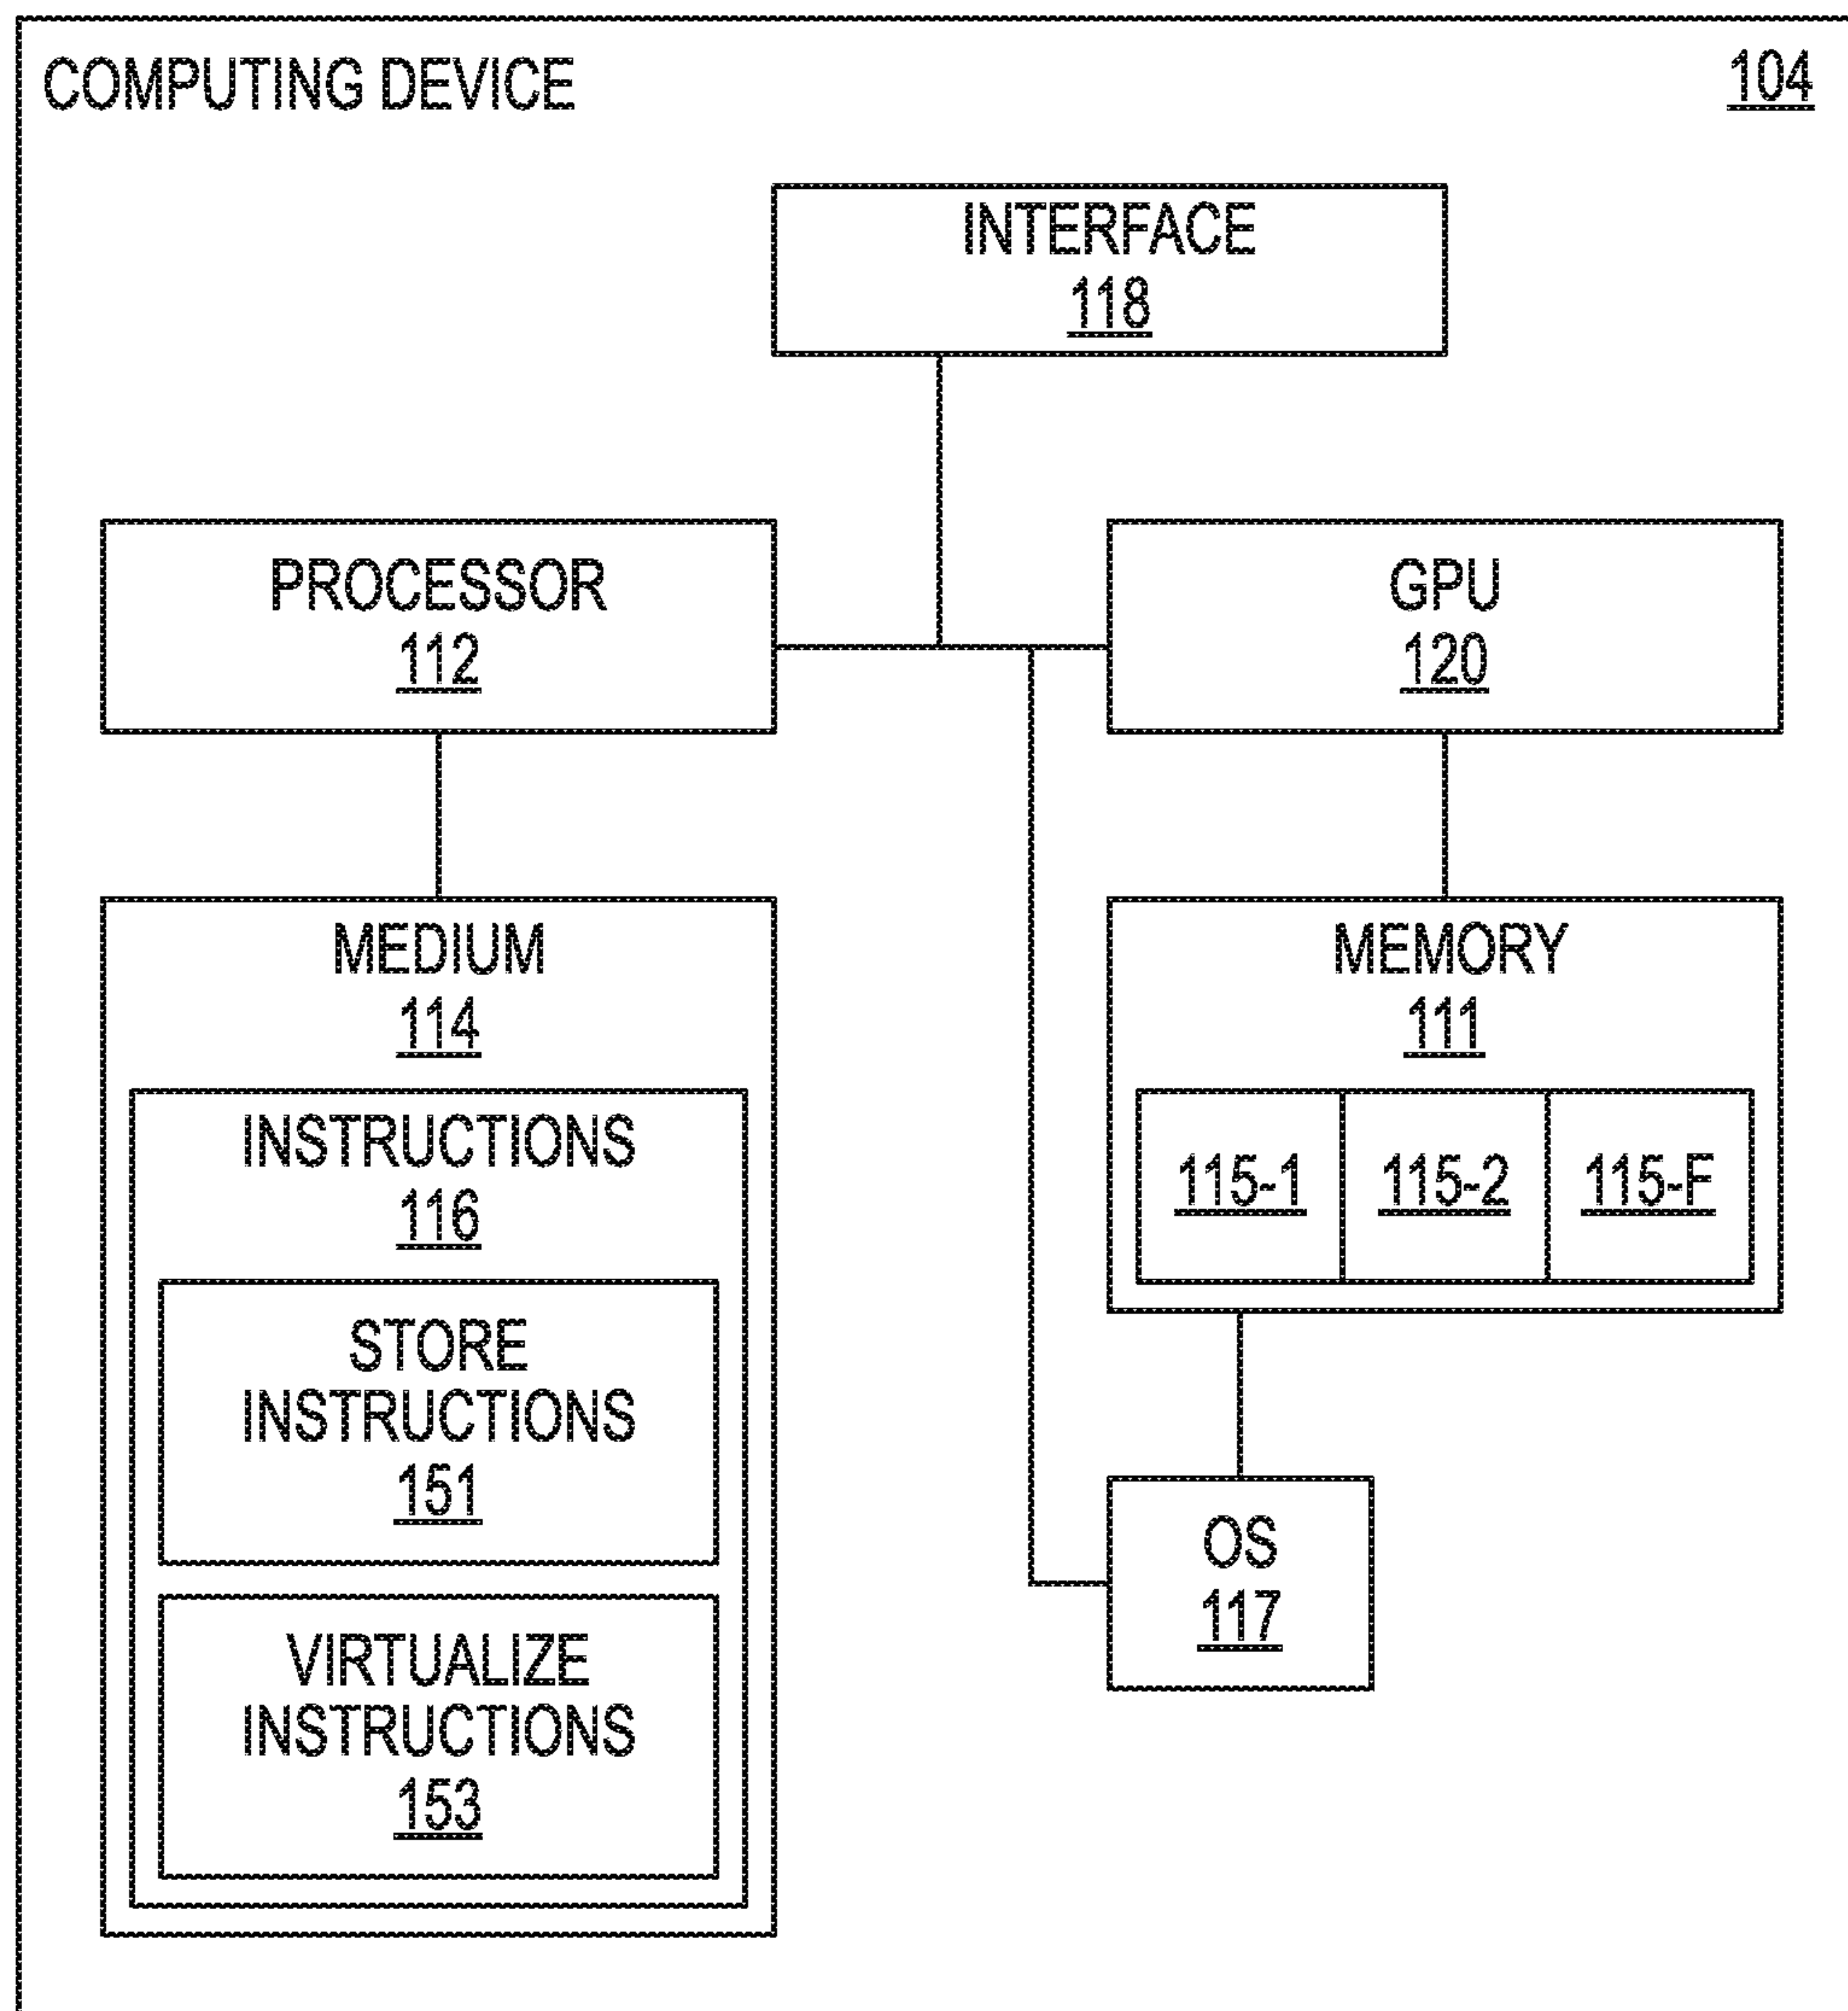 COMPUTING DEVICE
104
INTERFACE
118
PROCESSOR
112
GPU
120
MEDIUM
114
INSTRUCTIONS
116
STORE
INSTRUCTIONS
151
VIRTUALIZE
INSTRUCTIONS
153
MEMORY
111
115-1 115-2 115-F
OS
117